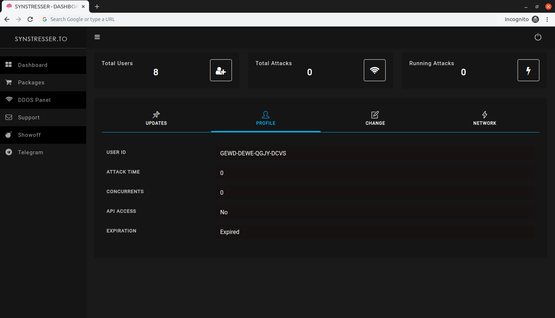 SYNSTRESSER - DASHBO
Search Google or type a URL
Incognito
SYNSTRESSER.TO
Dashboard
Packages
DDOS Panel
Support
Showoff
Telegram
Total Users
8
Total Attacks
0
Running Attacks
0
UPDATES
PROFILE
CHANGE
NETWORK
USER ID
GEWD-DEWE-QGJY-DCVS
ATTACK TIME
0
CONCURRENTS
0
API ACCESS
No
EXPIRATION
Expired